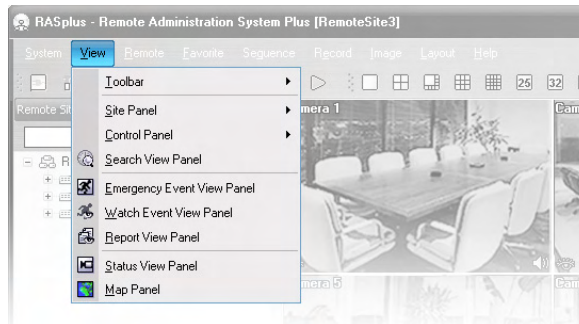 RASplus - Remote Administration System Plus [RemoteSite3]
System View Remote Favorite Sequence Record Image Layout Help
Toolbar
25 32
Remote Sit
Site Panel
mera 1
Cam
Control Panel
R
Search View Panel
Emergency Event View Panel
Watch Event View Panel
Report View Panel
Status View Panel
mera 5
Cam
Map Panel